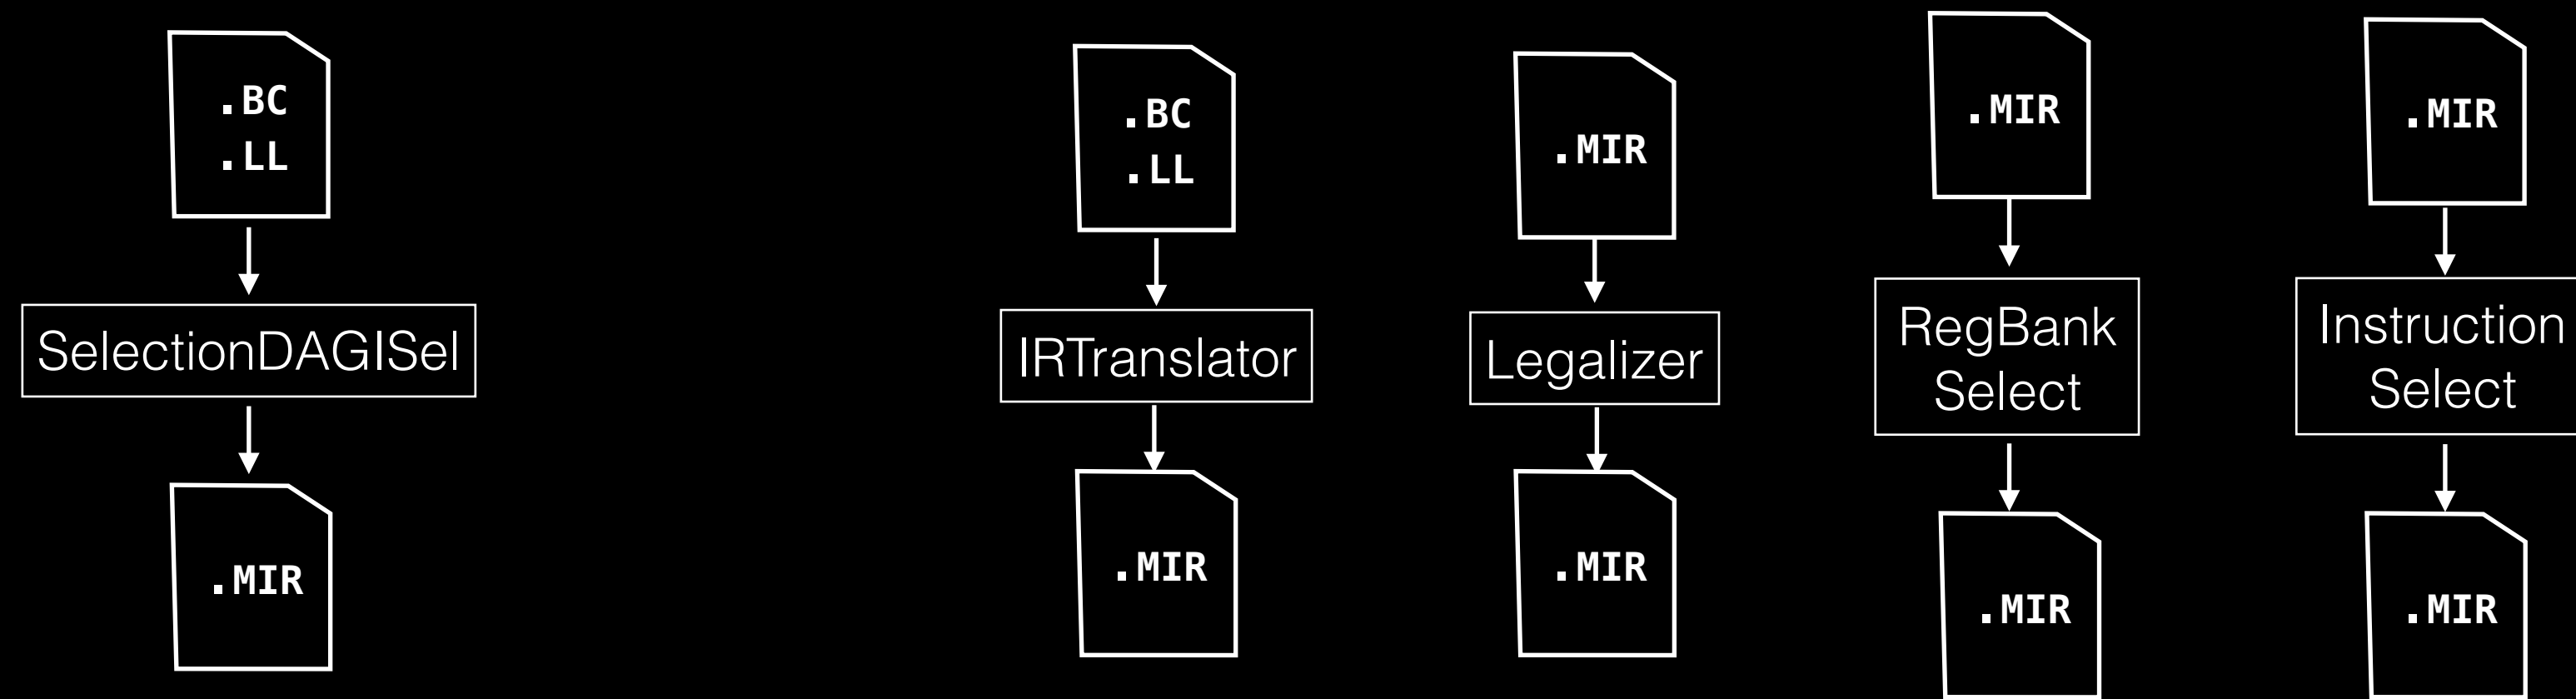 .BC
.LL
SelectionDAGISel
.MIR
.BC
.LL
IRTranslator
.MIR
.MIR
Legalizer
.MIR
.MIR
RegBank
Select
.MIR
.MIR
Instruction
Select
.MIR